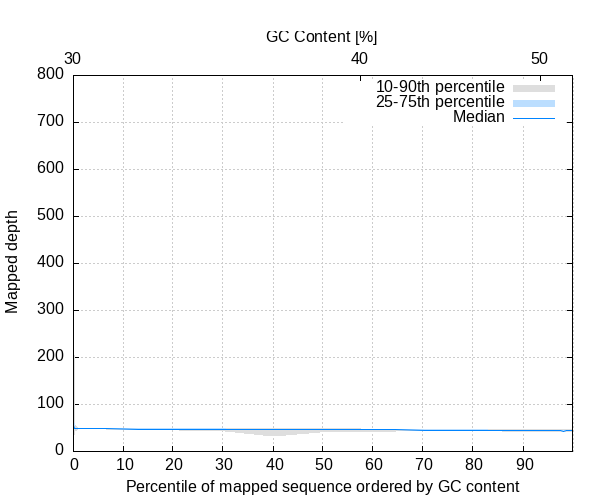 GC Content [%]
30 40 50
800
700
600
500
400
300
200
100
0
10-90th percentile
25-75th percentile
Median
Mapped depth
0 10 20 30 40 50 60 70 80 90
Percentile of mapped sequence ordered by GC content